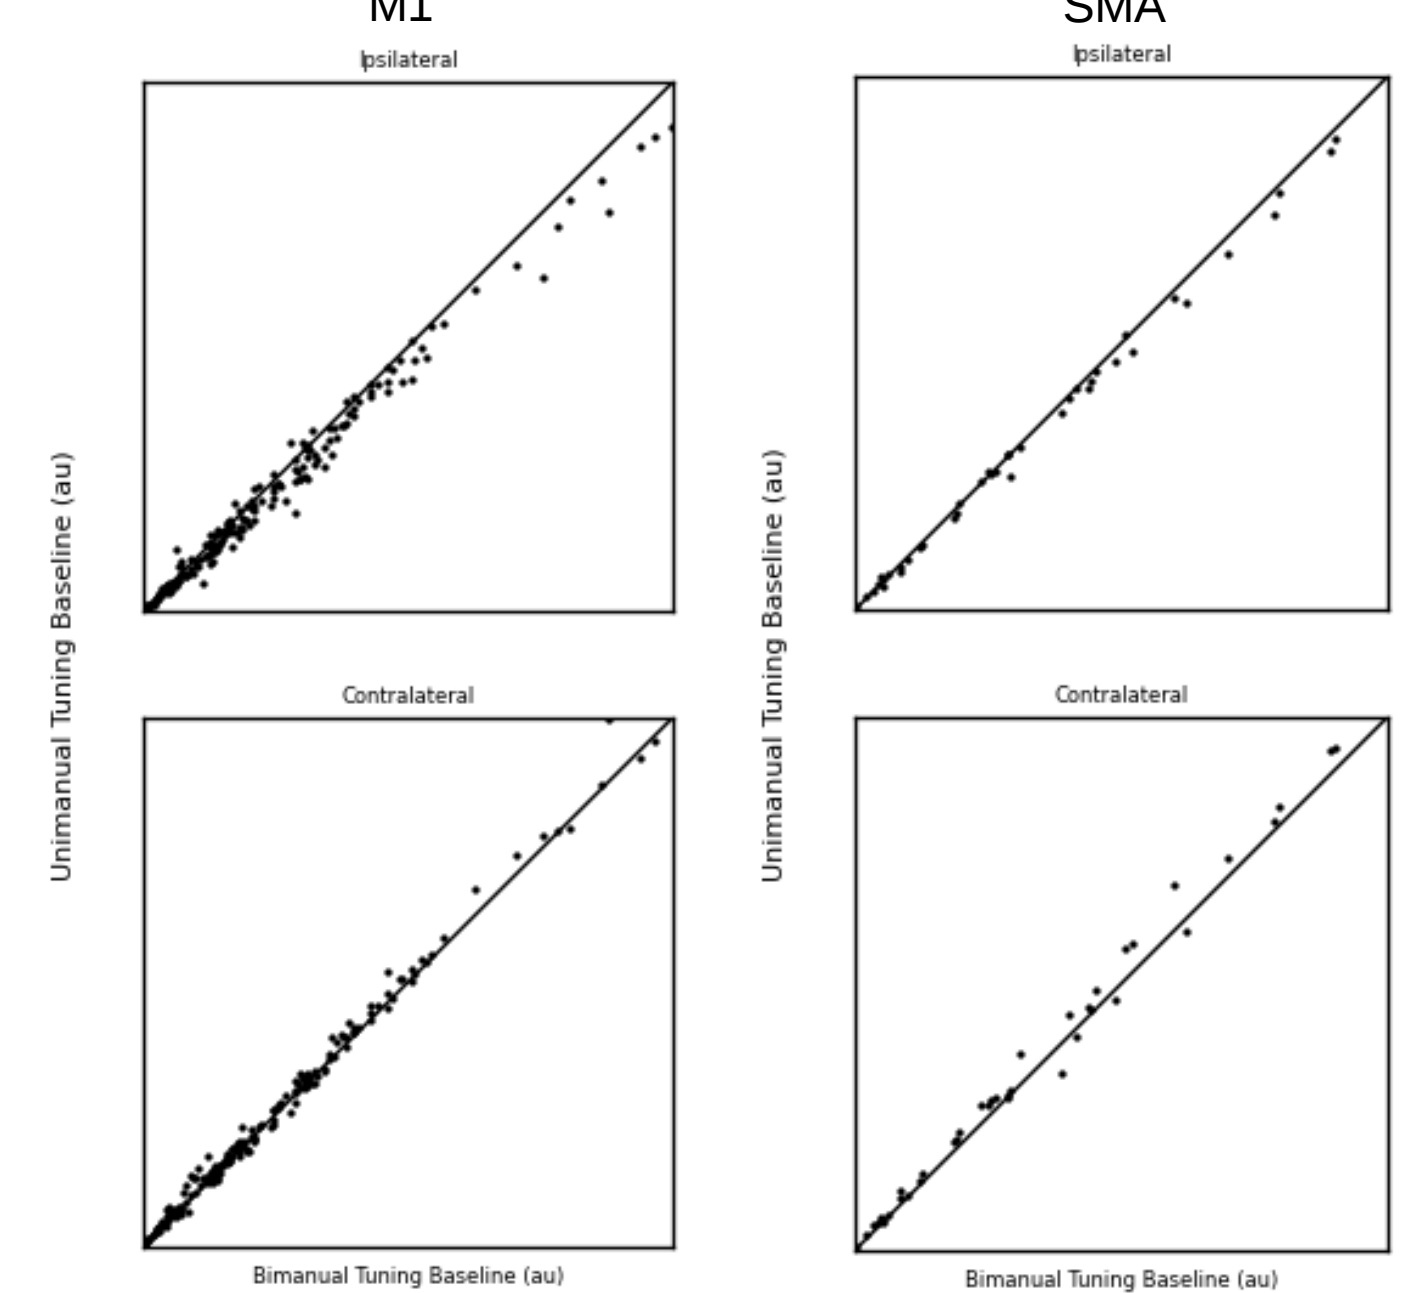 M1
SMA
Ipsilateral
Ipsilateral
Unimanual Tuning Baseline (au)
Unimanual Tuning Baseline (au)
Contralateral
Contralateral
Bimanual Tuning Baseline (au)
Bimanual Tuning Baseline (au)